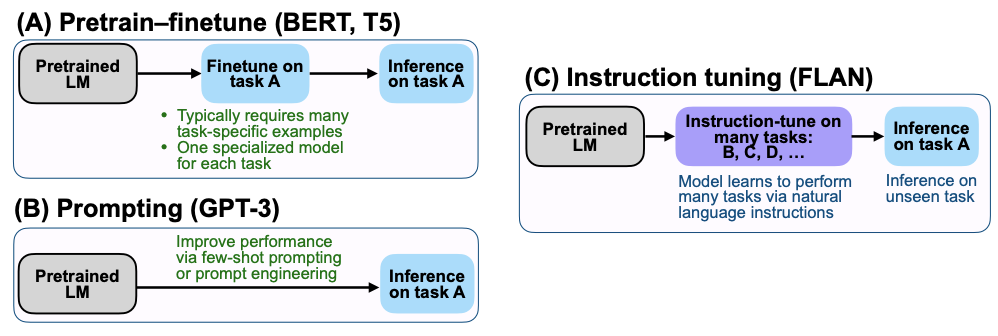 (A) Pretrain–finetune (BERT, T5)
Pretrained
LM
Finetune on
task A
Inference
on task A
• Typically requires many
task-specific examples
• One specialized model
for each task
(B) Prompting (GPT-3)
Pretrained
LM
Improve performance
via few-shot prompting
or prompt engineering
Inference
on task A
(C) Instruction tuning (FLAN)
Pretrained
LM
Instruction-tune on
many tasks:
B, C, D, …
Inference
on task A
Model learns to perform
many tasks via natural
language instructions
Inference on
unseen task